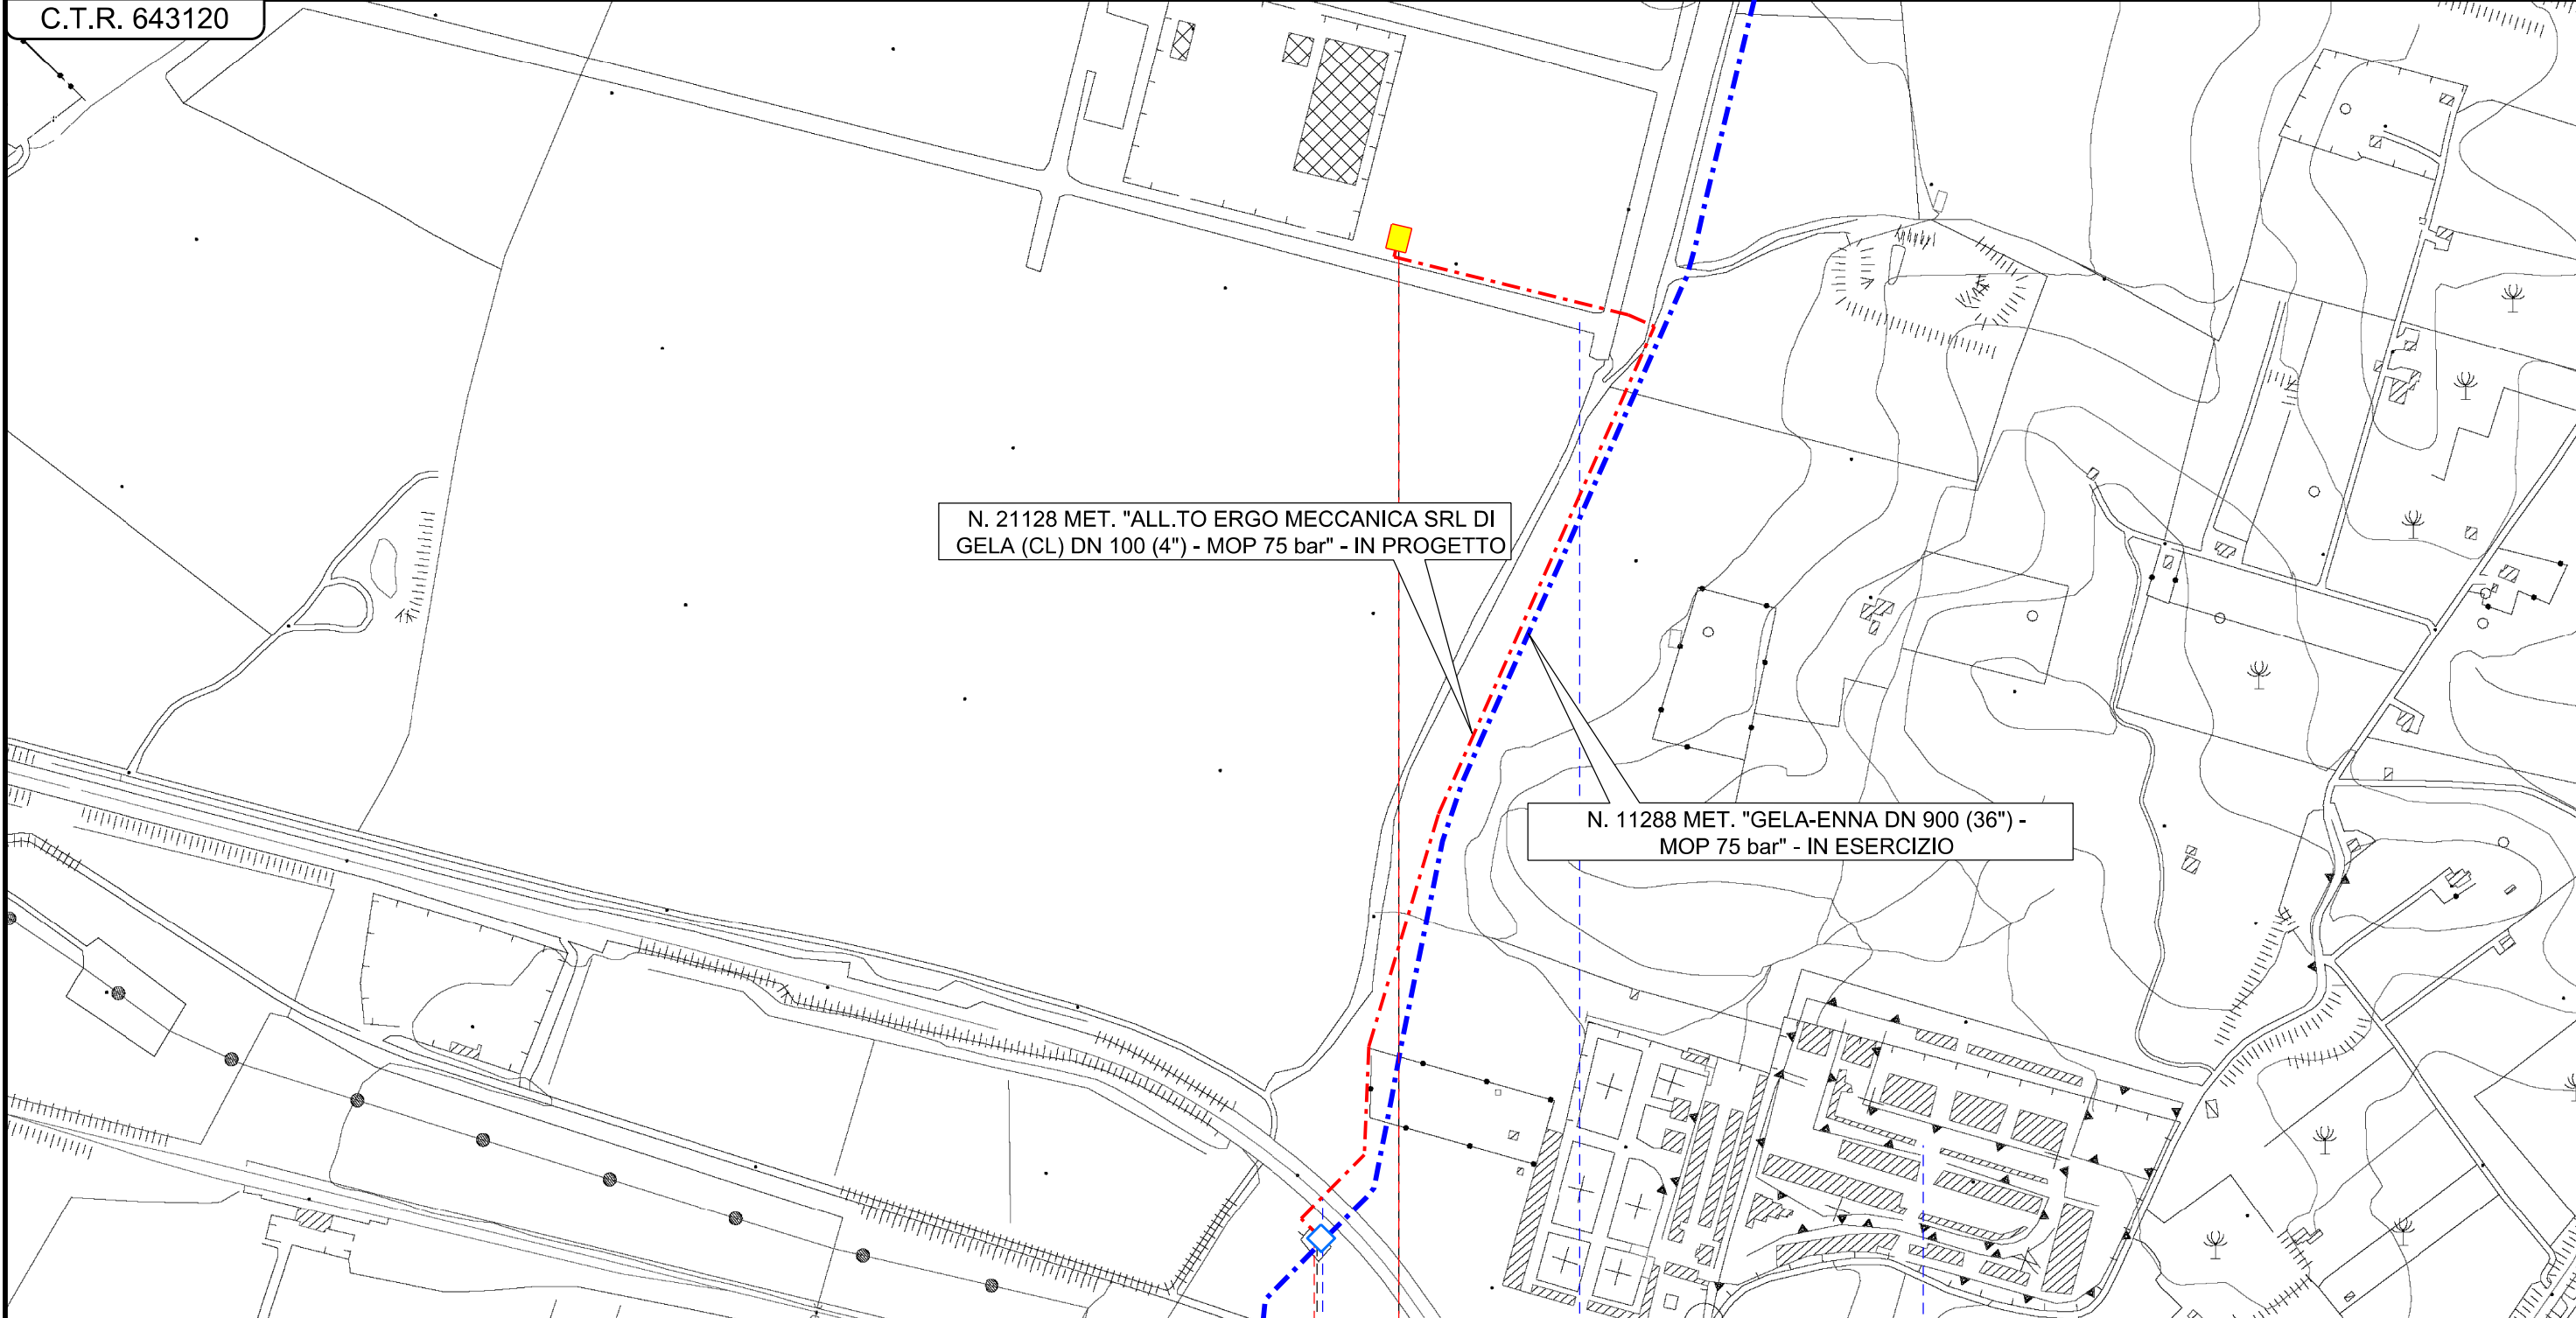 C.T.R. 643120
N. 21128 MET. "ALL.TO ERGO MECCANICA SRL DI
GELA (CL) DN 100 (4") - MOP 75 bar" - IN PROGETTO
N. 11288 MET. "GELA-ENNA DN 900 (36") -
MOP 75 bar" - IN ESERCIZIO